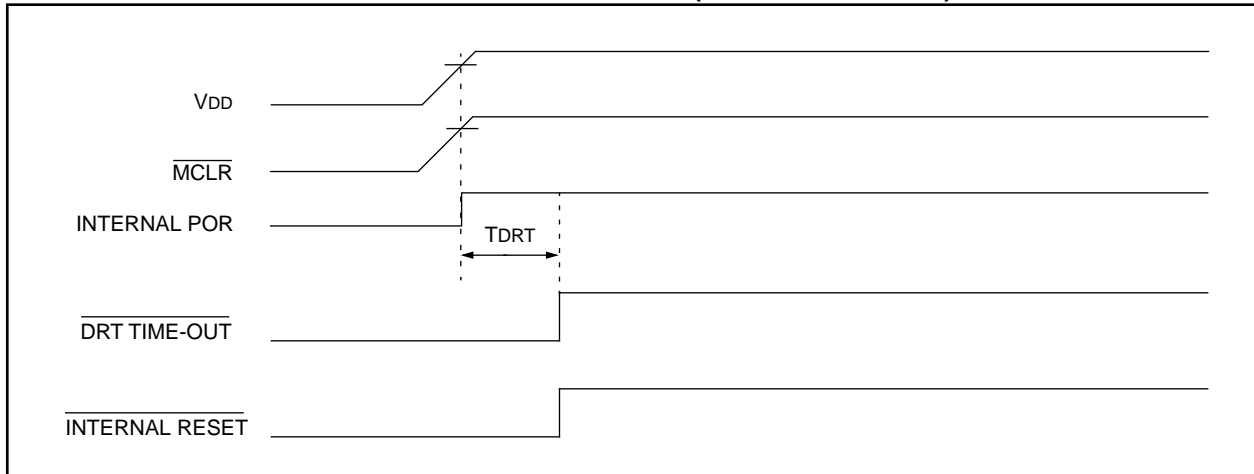 VDD
MCLR
INTERNAL POR
TDRT
DRT TIME-OUT
INTERNAL RESET